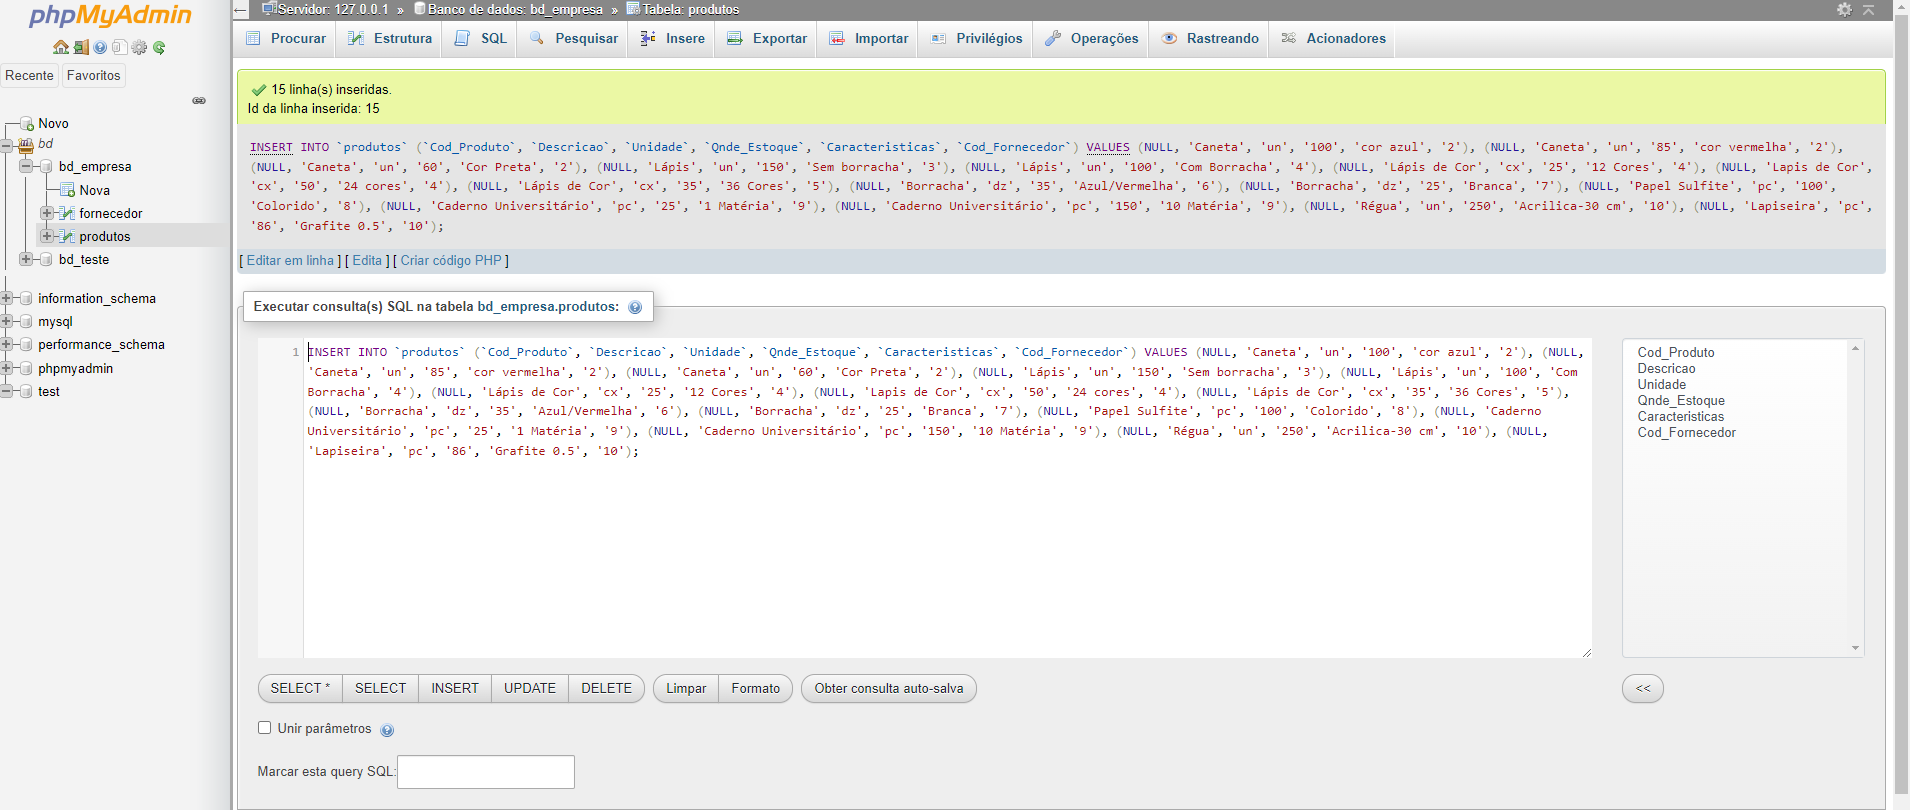 phpMyAdmin
Recente Favoritos
Novo
bd
bd_empresa
Nova
fornecedor
produtos
bd_teste
information_schema
mysql
performance_schema
phpmyadmin
test
Servidor: 127.0.0.1 » Banco de dados: bd_empresa » Tabela: produtos
Procurar Estrutura SQL Pesquisar Insere Exportar Importar Privilégios Operações Rastreando Acionadores
15 linha(s) inseridas.
Id da linha inserida: 15
INSERT INTO `produtos` (`Cod_Produto`, `Descricao`, `Unidade`, `Qnde_Estoque`, `Caracteristicas`, `Cod_Fornecedor`) VALUES (NULL, 'Caneta', 'un', '100', 'cor azul', '2'), (NULL, 'Caneta', 'un', '85', 'cor vermelha', '2'),
(NULL, 'Caneta', 'un', '60', 'Cor Preta', '2'), (NULL, 'Lápis', 'un', '150', 'Sem borracha', '3'), (NULL, 'Lápis', 'un', '100', 'Com Borracha', '4'), (NULL, 'Lápis de Cor', 'cx', '25', '12 Cores', '4'), (NULL, 'Lapis de Cor',
'cx', '50', '24 cores', '4'), (NULL, 'Lápis de Cor', 'cx', '35', '36 Cores', '5'), (NULL, 'Borracha', 'dz', '35', 'Azul/Vermelha', '6'), (NULL, 'Borracha', 'dz', '25', 'Branca', '7'), (NULL, 'Papel Sulfite', 'pc', '100',
'Colorido', '8'), (NULL, 'Caderno Universitário', 'pc', '25', '1 Matéria', '9'), (NULL, 'Caderno Universitário', 'pc', '150', '10 Matéria', '9'), (NULL, 'Régua', 'un', '250', 'Acrilica-30 cm', '10'), (NULL, 'Lapiseira', 'pc',
'86', 'Grafite 0.5', '10');
[ Editar em linha ] [ Edita ] [ Criar código PHP ]
Executar consulta(s) SQL na tabela bd_empresa.produtos:
1 INSERT INTO `produtos` (`Cod_Produto`, `Descricao`, `Unidade`, `Qnde_Estoque`, `Caracteristicas`, `Cod_Fornecedor`) VALUES (NULL, 'Caneta', 'un', '100', 'cor azul', '2'), (NULL,
'Caneta', 'un', '85', 'cor vermelha', '2'), (NULL, 'Caneta', 'un', '60', 'Cor Preta', '2'), (NULL, 'Lápis', 'un', '150', 'Sem borracha', '3'), (NULL, 'Lápis', 'un', '100', 'Com
Borracha', '4'), (NULL, 'Lápis de Cor', 'cx', '25', '12 Cores', '4'), (NULL, 'Lapis de Cor', 'cx', '50', '24 cores', '4'), (NULL, 'Lápis de Cor', 'cx', '35', '36 Cores', '5'),
(NULL, 'Borracha', 'dz', '35', 'Azul/Vermelha', '6'), (NULL, 'Borracha', 'dz', '25', 'Branca', '7'), (NULL, 'Papel Sulfite', 'pc', '100', 'Colorido', '8'), (NULL, 'Caderno
Universitário', 'pc', '25', '1 Matéria', '9'), (NULL, 'Caderno Universitário', 'pc', '150', '10 Matéria', '9'), (NULL, 'Régua', 'un', '250', 'Acrilica-30 cm', '10'), (NULL,
'Lapiseira', 'pc', '86', 'Grafite 0.5', '10');
Cod_Produto
Descricao
Unidade
Qnde_Estoque
Caracteristicas
Cod_Fornecedor
SELECT * SELECT INSERT UPDATE DELETE Limpar Formato Obter consulta auto-salva <<
Unir parâmetros
Marcar esta query SQL: